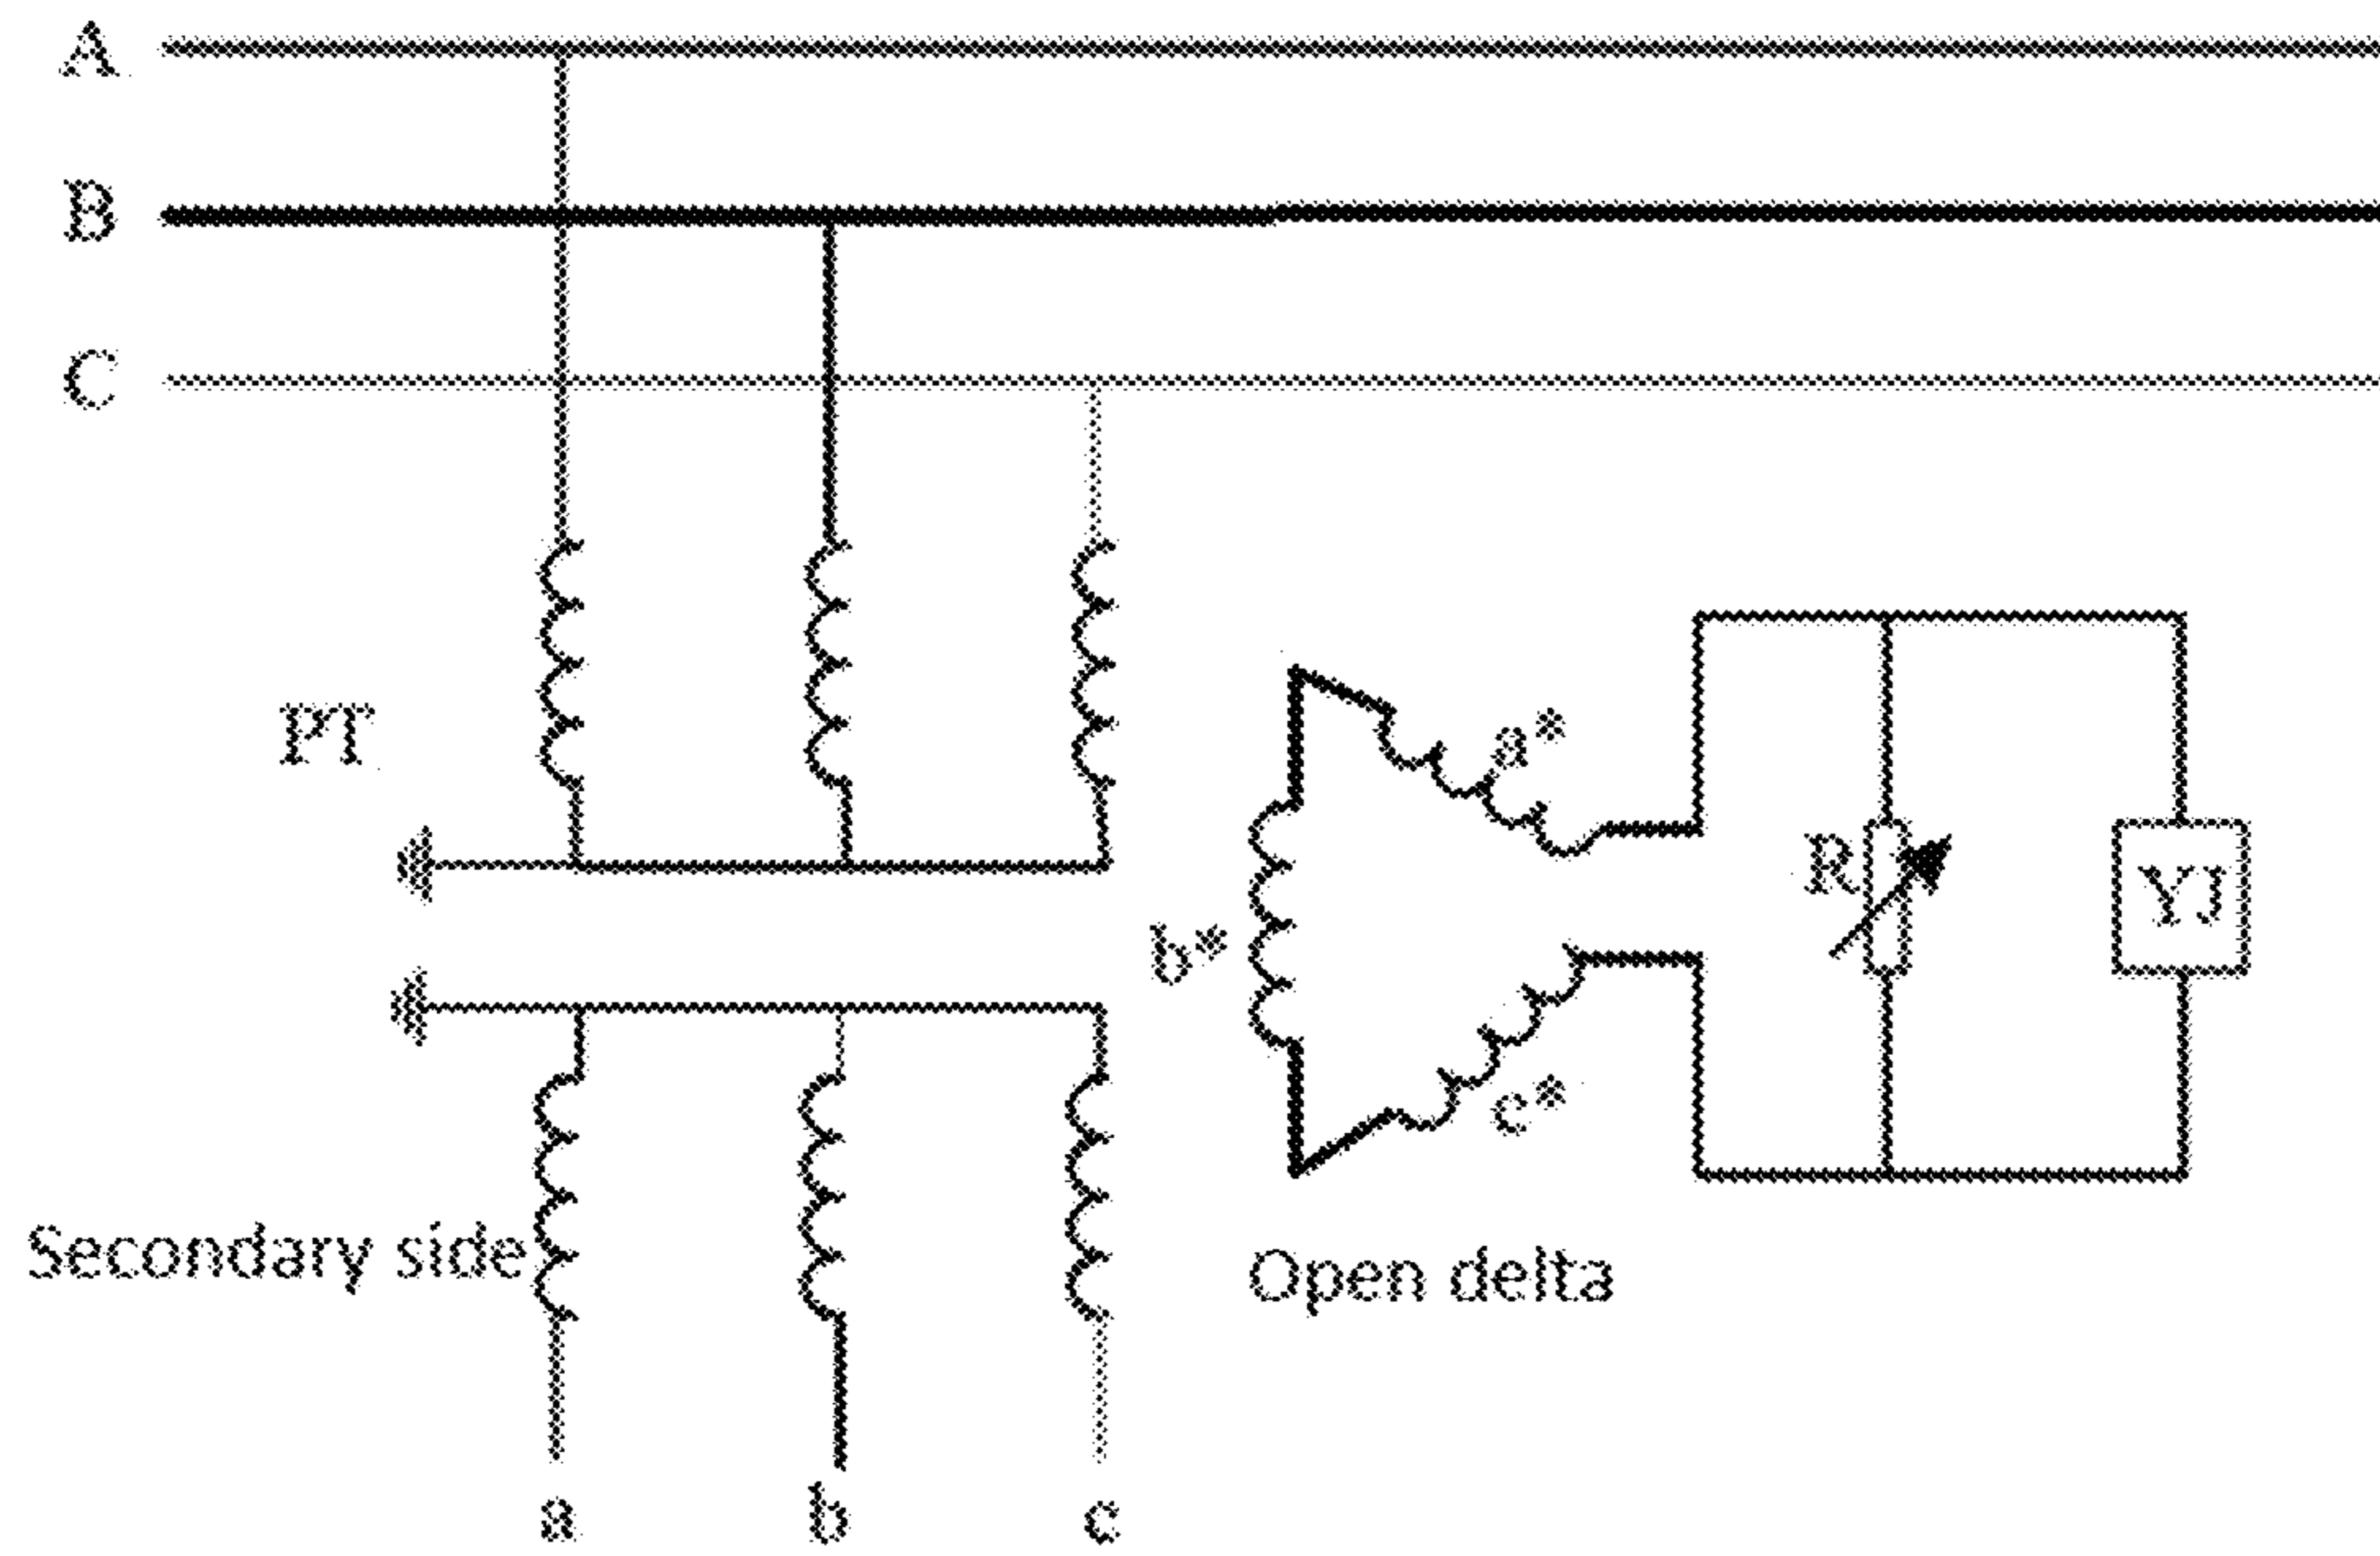 A
B
C
PT
a*
R
YJ
b*
c*
Secondary side
Open delta
a
b
c